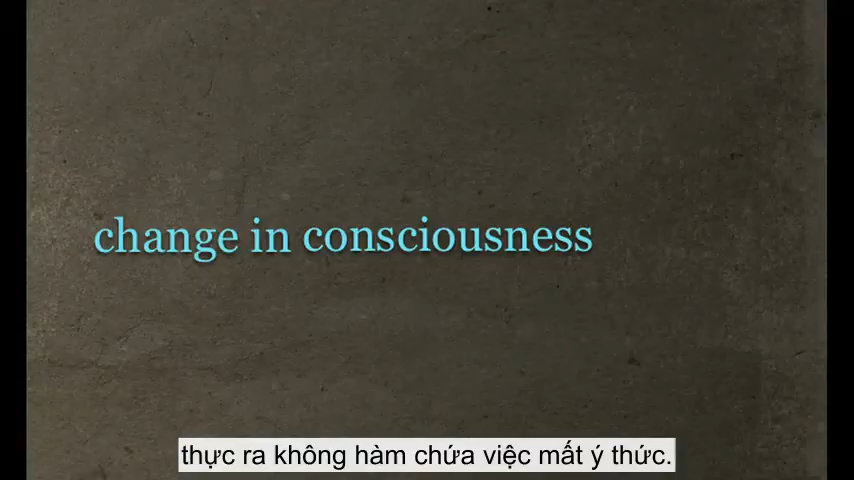 change in consciousness
thực ra không hàm chứa việc mất ý thức.